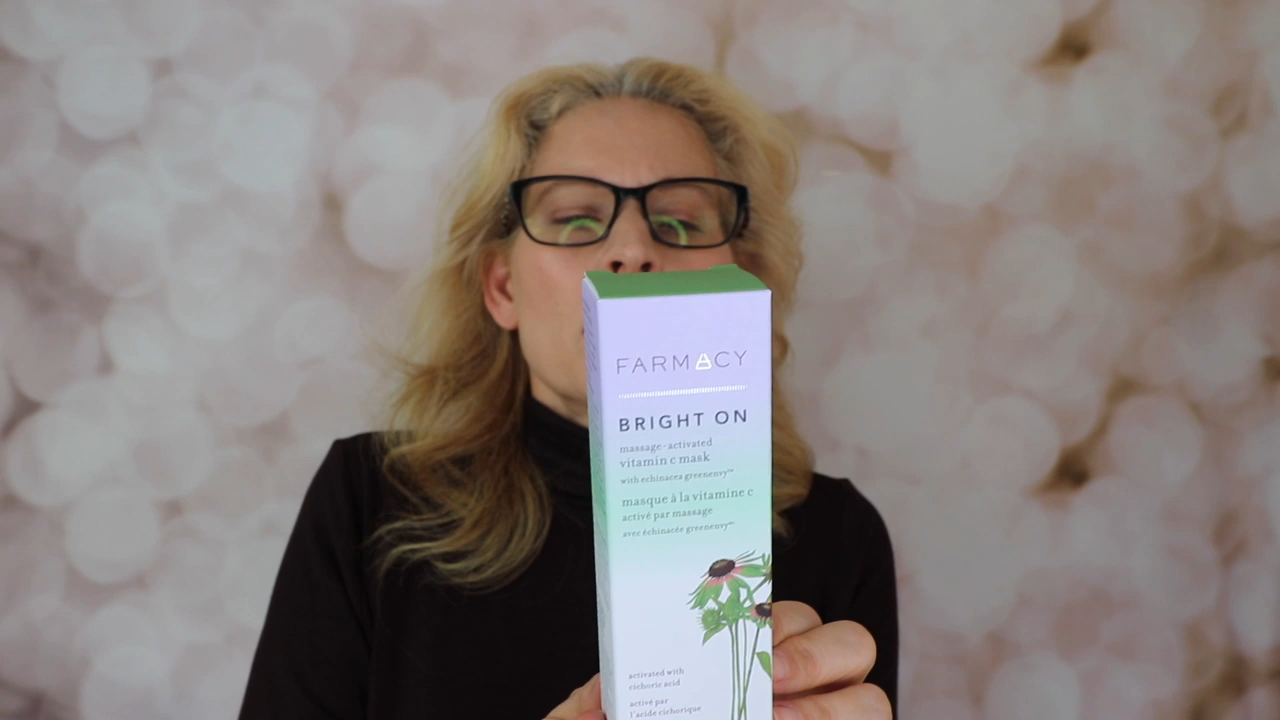 FARMACY
BRIGHT ON
massage-activated
vitamin c mask
with echinacea greenenvy™
masque à la vitamine c
activé par massage
avec échinacée greenenvy™
activated with
cichoric acid
activé par
l'acide cichorique